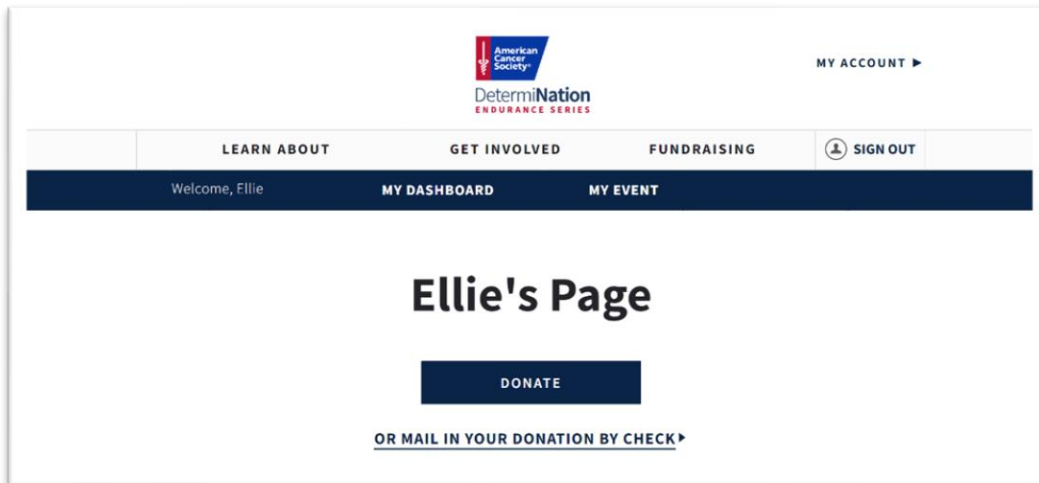 American
Cancer
Society®
MY ACCOUNT ▶
DetermiNation
ENDURANCE SERIES
LEARN ABOUT GET INVOLVED FUNDRAISING SIGN OUT
Welcome, Ellie MY DASHBOARD MY EVENT
Ellie's Page
DONATE
OR MAIL IN YOUR DONATION BY CHECK ▶